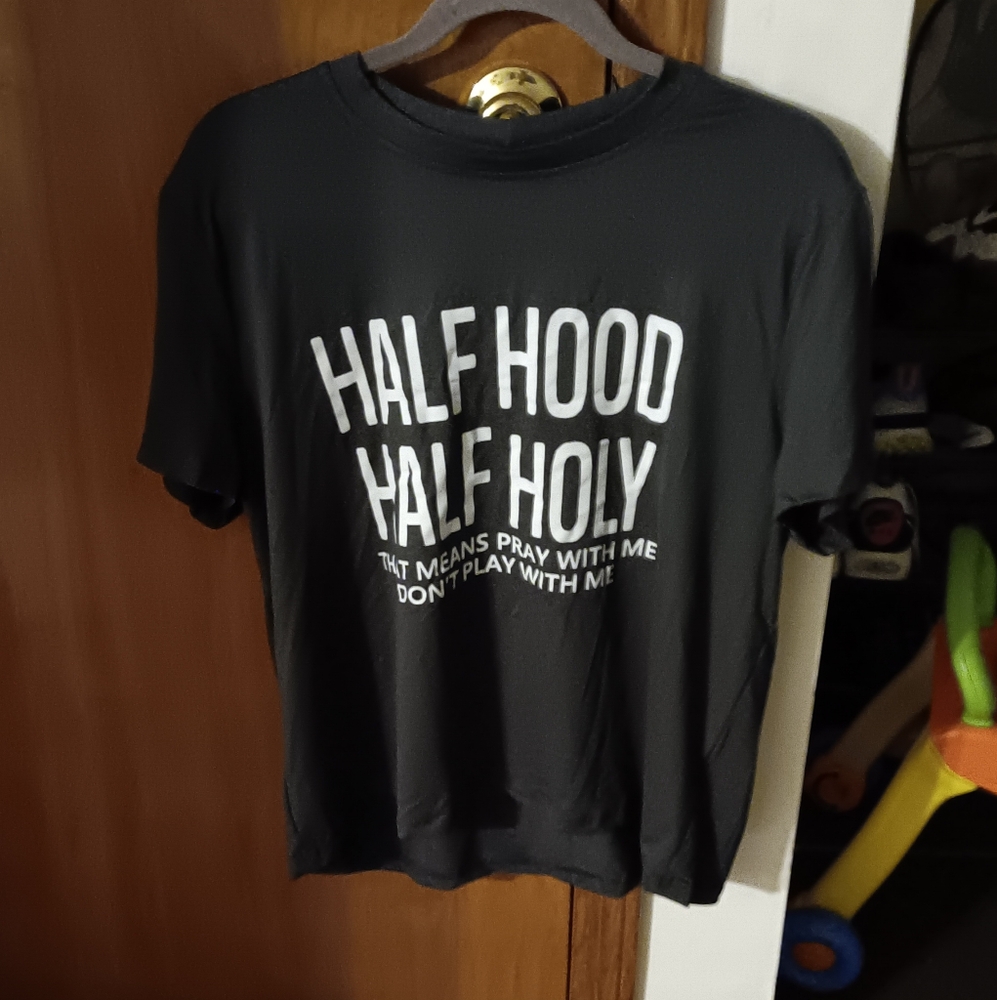 HALF HOOD
HALF HOLY
THAT MEANS PRAY WITH ME
DON'T PLAY WITH ME